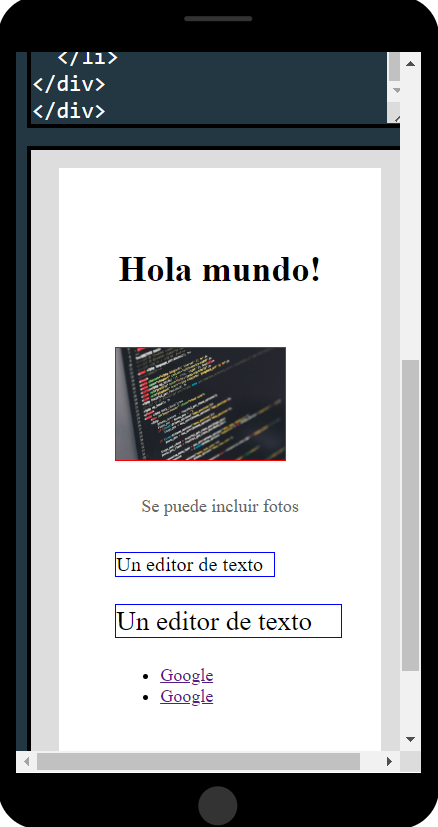 </li>
</div>
</div>
Hola mundo!
Se puede incluir fotos
Un editor de texto
Un editor de texto
Google
Google